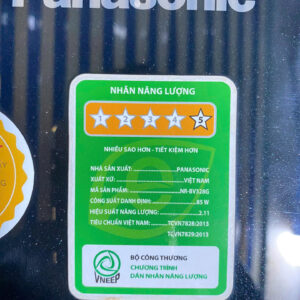 Panasonic
NHÃN NĂNG LƯỢNG
1 2 3 4 5
NHIỀU SAO HƠN - TIẾT KIỆM HƠN
NHÀ SẢN XUẤT: PANASONIC
XUẤT XỨ: VIỆT NAM
MÃ SẢN PHẨM: NR-BV328G
CÔNG SUẤT DANH ĐỊNH: 85 W
HIỆU SUẤT NĂNG LƯỢNG: 2.11
TIÊU CHUẨN VIỆT NAM: TCVN7828:2013
TCVN7829:2013
VNEEP
BỘ CÔNG THƯƠNG
CHƯƠNG TRÌNH
DÁN NHÃN NĂNG LƯỢNG